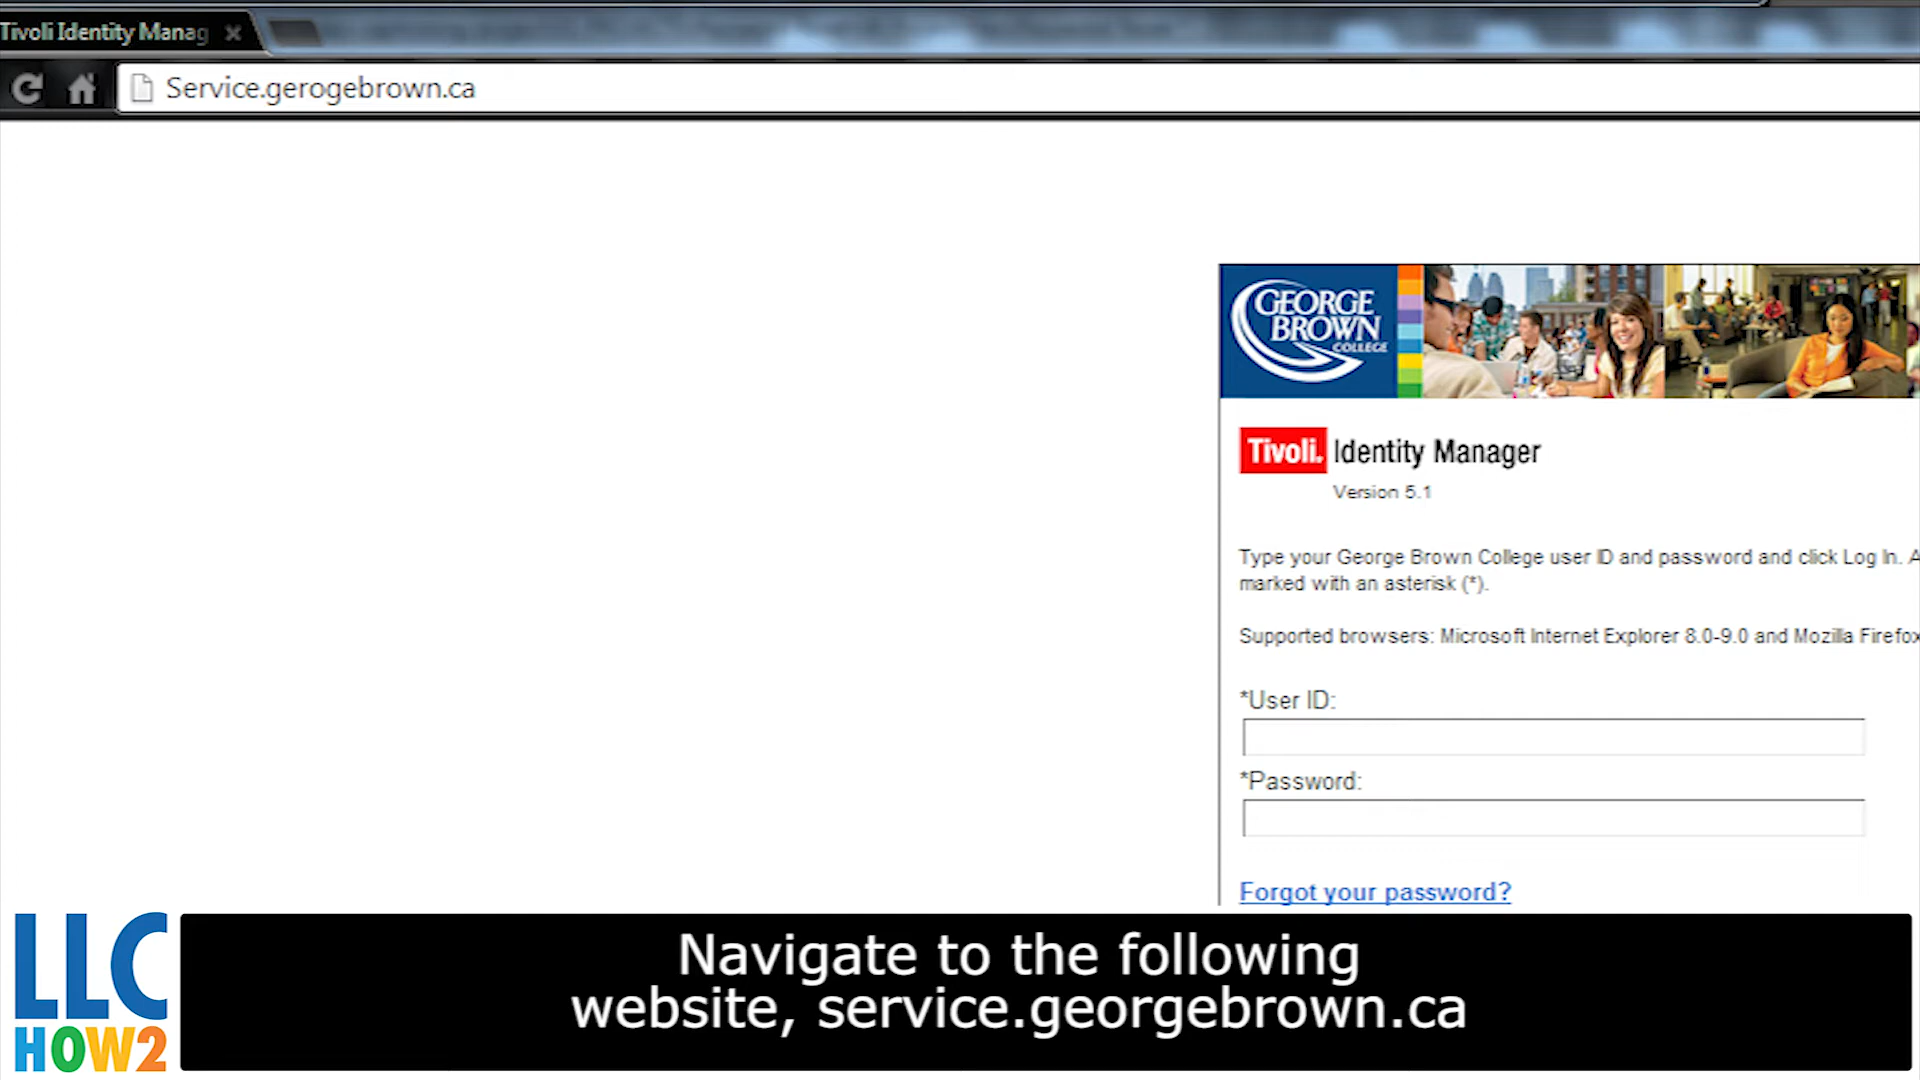 Tivoli Identity Manag
Service.gerogebrown.ca
GEORGE
BROWN
COLLEGE
Tivoli. Identity Manager
Version 5.1
Type your George Brown College user ID and password and click Log In. A
marked with an asterisk (*).
Supported browsers: Microsoft Internet Explorer 8.0-9.0 and Mozilla Firefox
*User ID:
*Password:
Forgot your password?
LLC
HOW2
Navigate to the following
website, service.georgebrown.ca